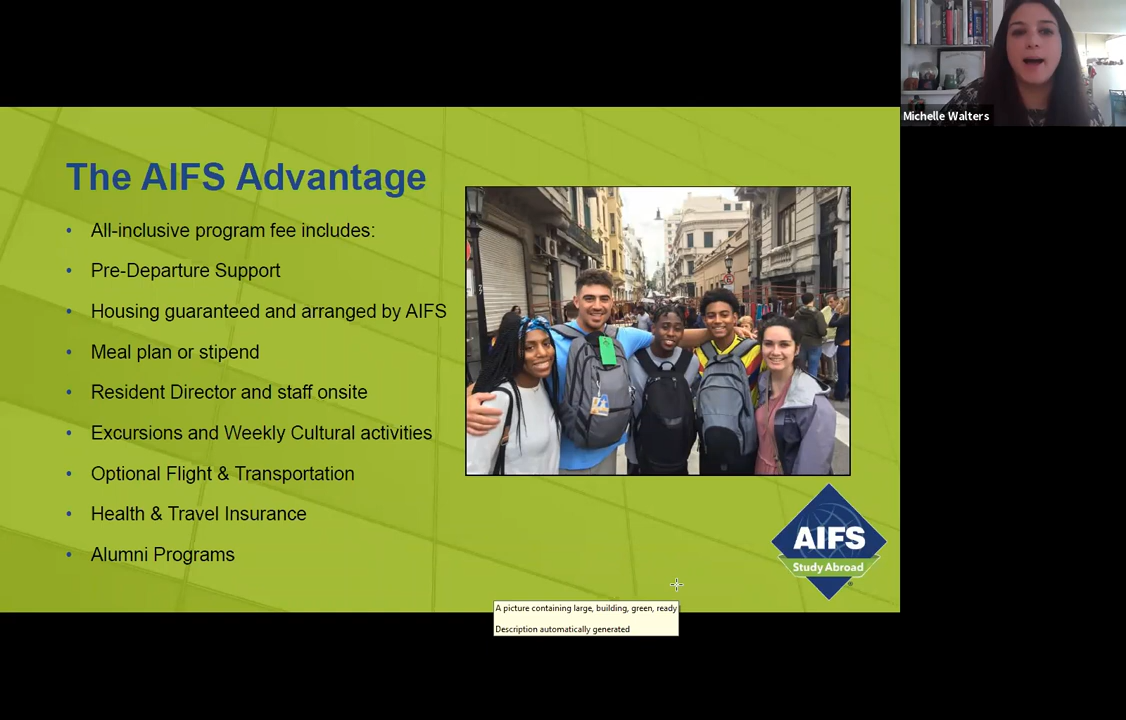 Michelle Walters
The AIFS Advantage
• All-inclusive program fee includes:
• Pre-Departure Support
• Housing guaranteed and arranged by AIFS
• Meal plan or stipend
• Resident Director and staff onsite
• Excursions and Weekly Cultural activities
• Optional Flight & Transportation
• Health & Travel Insurance
• Alumni Programs
AIFS
Study Abroad
A picture containing large, building, green, ready
Description automatically generated